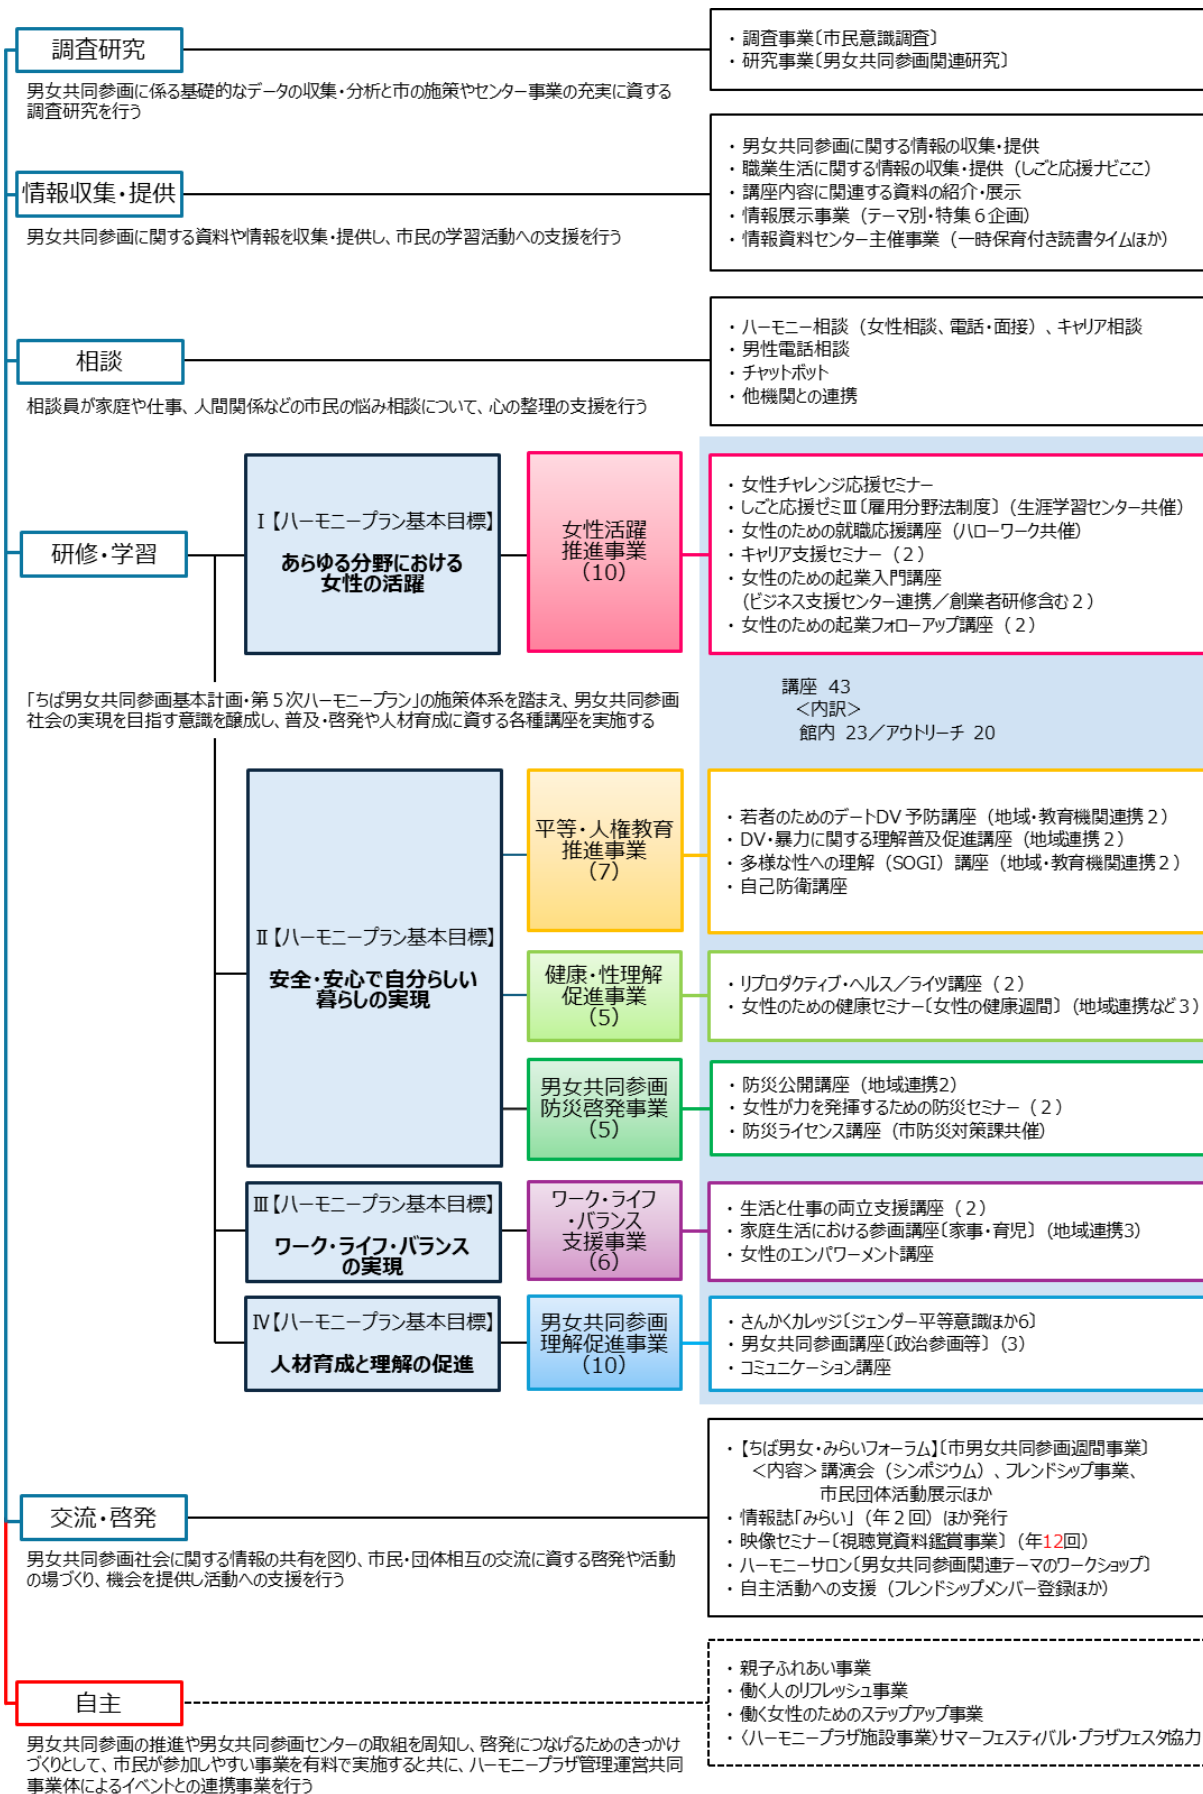 調査研究
・ 調査事業〔市民意識調査〕
・ 研究事業〔男女共同参画関連研究〕
男女共同参画に係る基礎的なデータの収集・分析と市の施策やセンター事業の充実に資する
調査研究を行う
情報収集・提供
・ 男女共同参画に関する情報の収集・提供
・ 職業生活に関する情報の収集・提供（しごと応援ナビここ）
・ 講座内容に関連する資料の紹介・展示
・ 情報展示事業（テーマ別・特集６企画）
・ 情報資料センター主催事業（一時保育付き読書タイムほか）
男女共同参画に関する資料や情報を収集・提供し、市民の学習活動への支援を行う
相談
・ ハーモニー相談（女性相談、電話・面接）、キャリア相談
・ 男性電話相談
・ チャットボット
・ 他機関との連携
相談員が家庭や仕事、人間関係などの市民の悩み相談について、心の整理の支援を行う
研修・学習
Ⅰ【ハーモニープラン基本目標】
あらゆる分野における
女性の活躍
女性活躍
推進事業
(10)
・ 女性チャレンジ応援セミナー
・ しごと応援ゼミⅢ〔雇用分野法制度〕（生涯学習センター共催）
・ 女性のための就職応援講座（ハローワーク共催）
・ キャリア支援セミナー（２）
・ 女性のための起業入門講座
（ビジネス支援センター連携／創業者研修含む２）
・ 女性のための起業フォローアップ講座（２）
「ちば男女共同参画基本計画・第５次ハーモニープラン」の施策体系を踏まえ、男女共同参画
社会の実現を目指す意識を醸成し、普及・啓発や人材育成に資する各種講座を実施する
講座 43
＜内訳＞
館内 23／アウトリーチ 20
Ⅱ【ハーモニープラン基本目標】
安全・安心で自分らしい
暮らしの実現
平等・人権教育
推進事業
(7)
・ 若者のためのデートDV予防講座（地域・教育機関連携２）
・ DV・暴力に関する理解普及促進講座（地域連携２）
・ 多様な性への理解（SOGI）講座（地域・教育機関連携２）
・ 自己防衛講座
健康・性理解
促進事業
(5)
・ リプロダクティブ・ヘルス／ライツ講座（２）
・ 女性のための健康セミナー〔女性の健康週間〕（地域連携など３）
男女共同参画
防災啓発事業
(5)
・ 防災公開講座（地域連携2）
・ 女性が力を発揮するための防災セミナー（２）
・ 防災ライセンス講座（市防災対策課共催）
Ⅲ【ハーモニープラン基本目標】
ワーク・ライフ・バランス
の実現
ワーク・ライフ
・バランス
支援事業
(6)
・ 生活と仕事の両立支援講座（２）
・ 家庭生活における参画講座〔家事・育児〕（地域連携3）
・ 女性のエンパワーメント講座
Ⅳ【ハーモニープラン基本目標】
人材育成と理解の促進
男女共同参画
理解促進事業
(10)
・ さんかくカレッジ〔ジェンダー平等意識ほか6〕
・ 男女共同参画講座〔政治参画等〕（3）
・ コミュニケーション講座
交流・啓発
・【ちば男女・みらいフォーラム】〔市男女共同参画週間事業〕
＜内容＞講演会（シンポジウム）、フレンドシップ事業、
市民団体活動展示ほか
・ 情報誌「みらい」（年２回）ほか発行
・ 映像セミナー〔視聴覚資料鑑賞事業〕（年12回）
・ ハーモニーサロン〔男女共同参画関連テーマのワークショップ〕
・ 自主活動への支援（フレンドシップメンバー登録ほか）
男女共同参画社会に関する情報の共有を図り、市民・団体相互の交流に資する啓発や活動
の場づくり、機会を提供し活動への支援を行う
自主
・ 親子ふれあい事業
・ 働く人のリフレッシュ事業
・ 働く女性のためのステップアップ事業
・〈ハーモニープラザ施設事業〉サマーフェスティバル・プラザフェスタ協力
男女共同参画の推進や男女共同参画センターの取組を周知し、啓発につなげるためのきっかけ
づくりとして、市民が参加しやすい事業を有料で実施すると共に、ハーモニープラザ管理運営共同
事業体によるイベントとの連携事業を行う